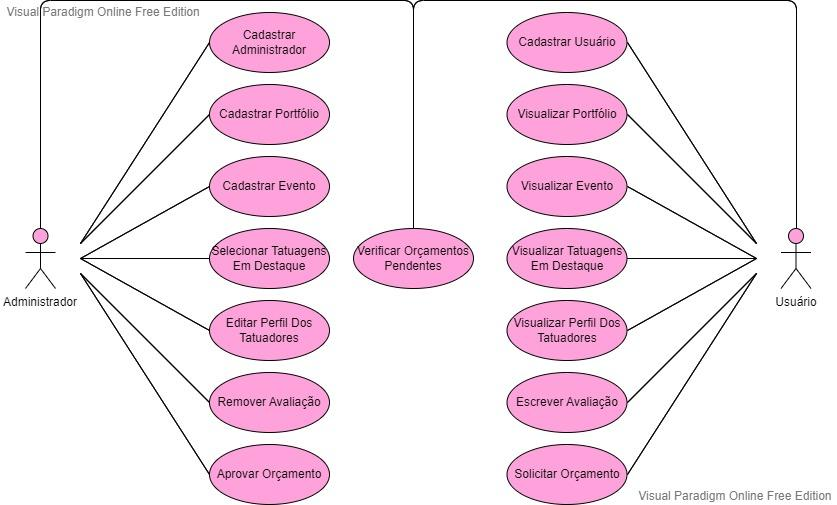 Visual Paradigm Online Free Edition
Cadastrar
Administrador
Cadastrar Usuário
Cadastrar Portfólio
Visualizar Portfólio
Cadastrar Evento
Visualizar Evento
Selecionar Tatuagens
Em Destaque
Verificar Orçamentos
Pendentes
Visualizar Tatuagens
Em Destaque
Administrador
Usuário
Editar Perfil Dos
Tatuadores
Visualizar Perfil Dos
Tatuadores
Remover Avaliação
Escrever Avaliação
Aprovar Orçamento
Solicitar Orçamento
Visual Paradigm Online Free Edition